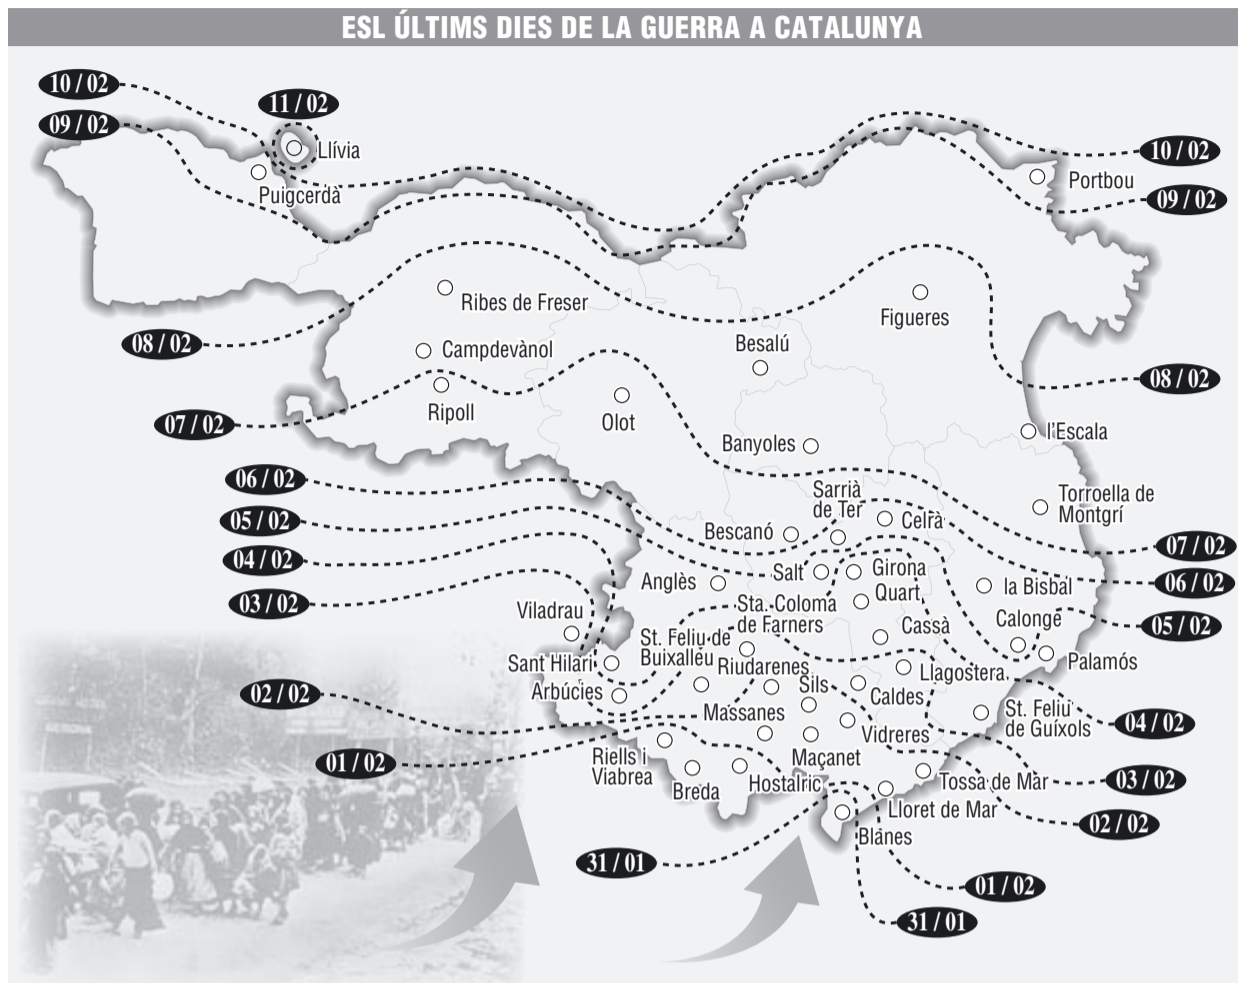 ESL ÚLTIMS DIES DE LA GUERRA A CATALUNYA
10 / 02
11 / 02
09 / 02
Llívia
10 / 02
Puigcerdà
Portbou
09 / 02
Ribes de Freser
Figueres
08 / 02
Campdevànol
Besalú
08 / 02
Ripoll
07 / 02
Olot
l'Escala
Banyoles
06 / 02
Sarrià
de Ter
Torroella de
Montgrí
05 / 02
Celrà
Bescanó
07 / 02
04 / 02
Salt
Girona
Anglès
06 / 02
la Bisbal
03 / 02
Quart
Viladrau
Sta. Coloma
de Farners
Cassà
Calonge
05 / 02
St. Feliu de
Buixalleu
Sant Hilari
Riudarenes
Palamós
Arbúcies
Llagostera
02 / 02
Sils
Caldes
Massanes
St. Feliu
de Guíxols
04 / 02
Vidreres
01 / 02
Riells i
Viabrea
Maçanet
Breda
Hostalric
Tossa de Mar
03 / 02
Lloret de Mar
02 / 02
Blanes
31 / 01
01 / 02
31 / 01